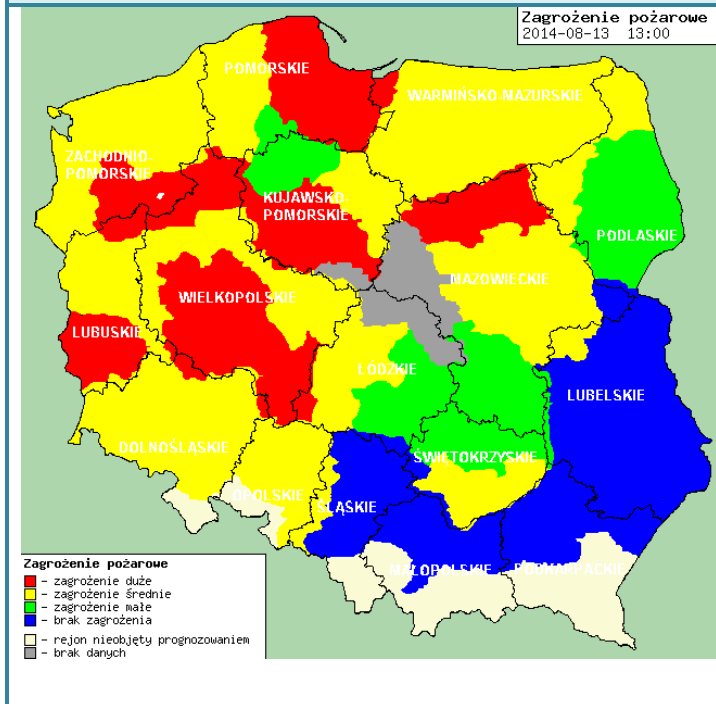 Zagrożenie pożarowe
2014-08-13 13:00
POMORSKIE
WARMIŃSKO-MAZURSKIE
ZACHODNIO-
POMORSKIE
KUJAWSKO-
POMORSKIE
PODLASKIE
MAZOWIECKIE
WIELKOPOLSKIE
LUBUSKIE
ŁÓDZKIE
LUBELSKIE
DOLNOŚLĄSKIE
ŚWIĘTOKRZYSKIE
OPOLSKIE
ŚLĄSKIE
MAŁOPOLSKIE
PODKARPACKIE
Zagrożenie pożarowe
- zagrożenie duże
- zagrożenie średnie
- zagrożenie małe
- brak zagrożenia
- rejon nieobjęty prognozowaniem
- brak danych